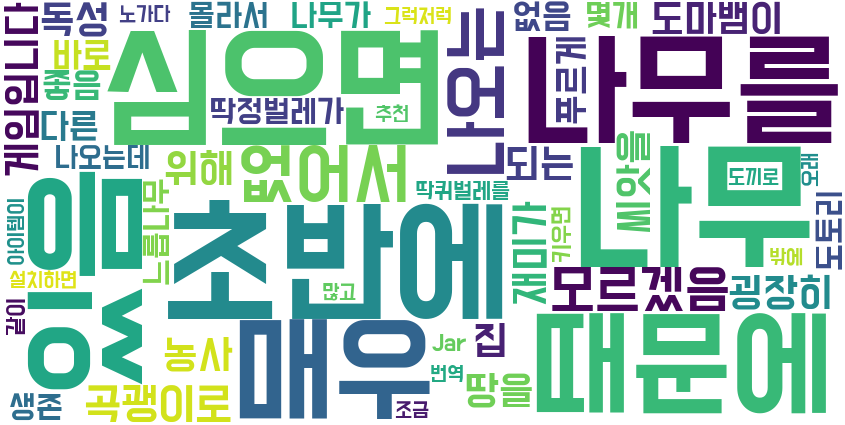 독성
노가다
몰라서
나무가
그럭저럭
없음
몇개
도마뱀이
게임입니다
바로
좋음
심으면
딱정벌레가
추천
크오니
푸르게
나무를
다른
나오는데
위해
없어서
되는
씨앗을
나무
도끼로
오래
있음
느릅나무
아이템이
설치하면
초반에
많고
딱퀴벌레를
재미가
키우면
밖에
도토리
모르겠음
굉장히
같이
농사
매우
Jar
집
때문에
생존
곡괭이로
조금
번역
땅을